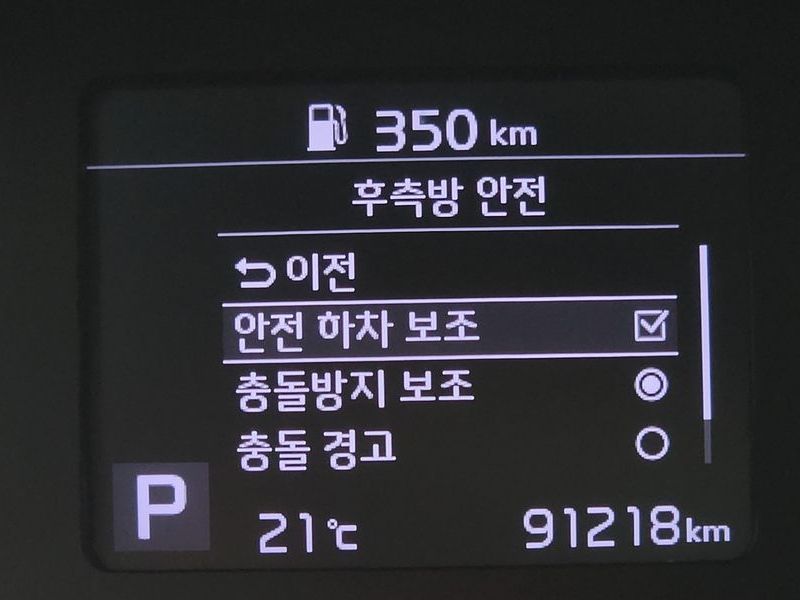 350 km
후측방 안전
이전
안전 하차 보조
충돌방지 보조
충돌 경고
P
21℃ 91218km